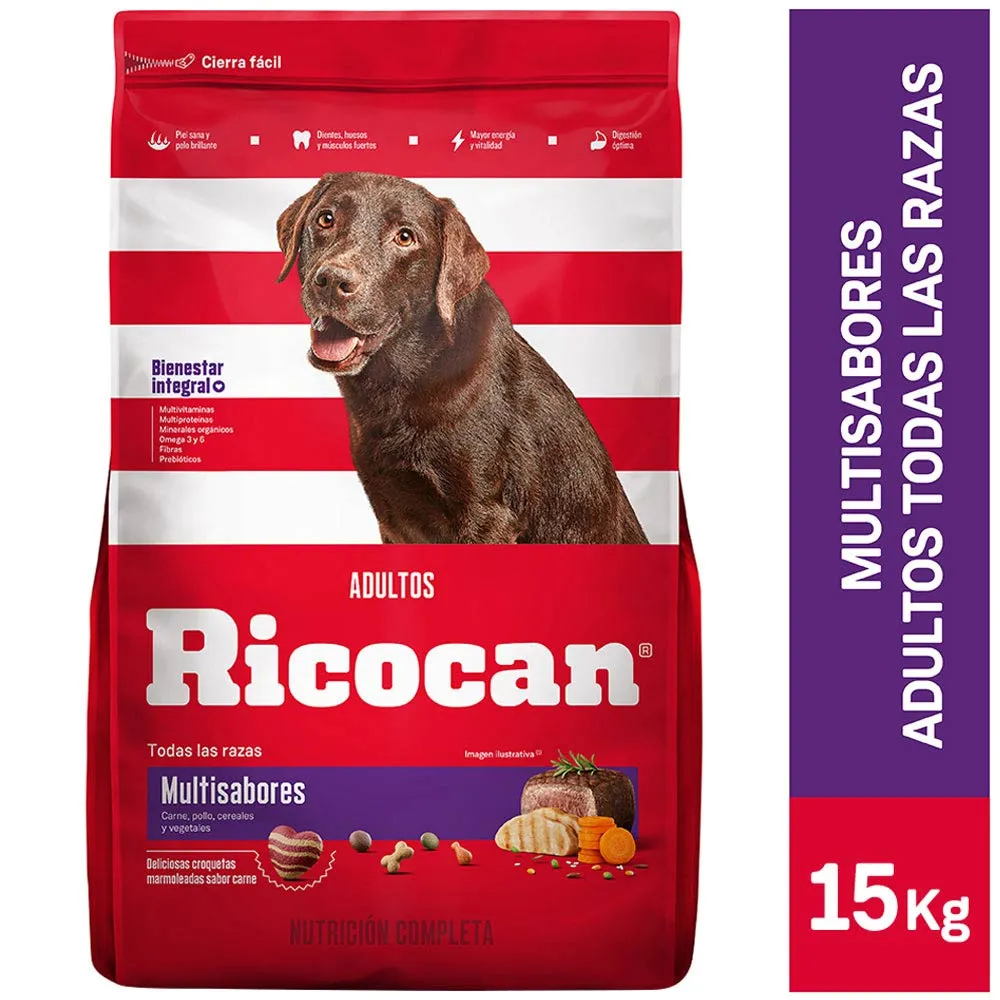 Cierra fácil
Piel sana y
pelo brillante
Dientes, huesos
y músculos fuertes
Mayor energía
y vitalidad
Digestión
óptima
Bienestar
integral
Multivitaminas
Multiproteínas
Minerales orgánicos
Omega 3 y 6
Fibras
Prebióticos
ADULTOS
Ricocan®
Todas las razas
Imagen ilustrativa (1)
Multisabores
Carne, pollo, cereales
y vegetales
Deliciosas croquetas
marmoleadas sabor carne
NUTRICIÓN COMPLETA
MULTISABORES
ADULTOS TODAS LAS RAZAS
15Kg